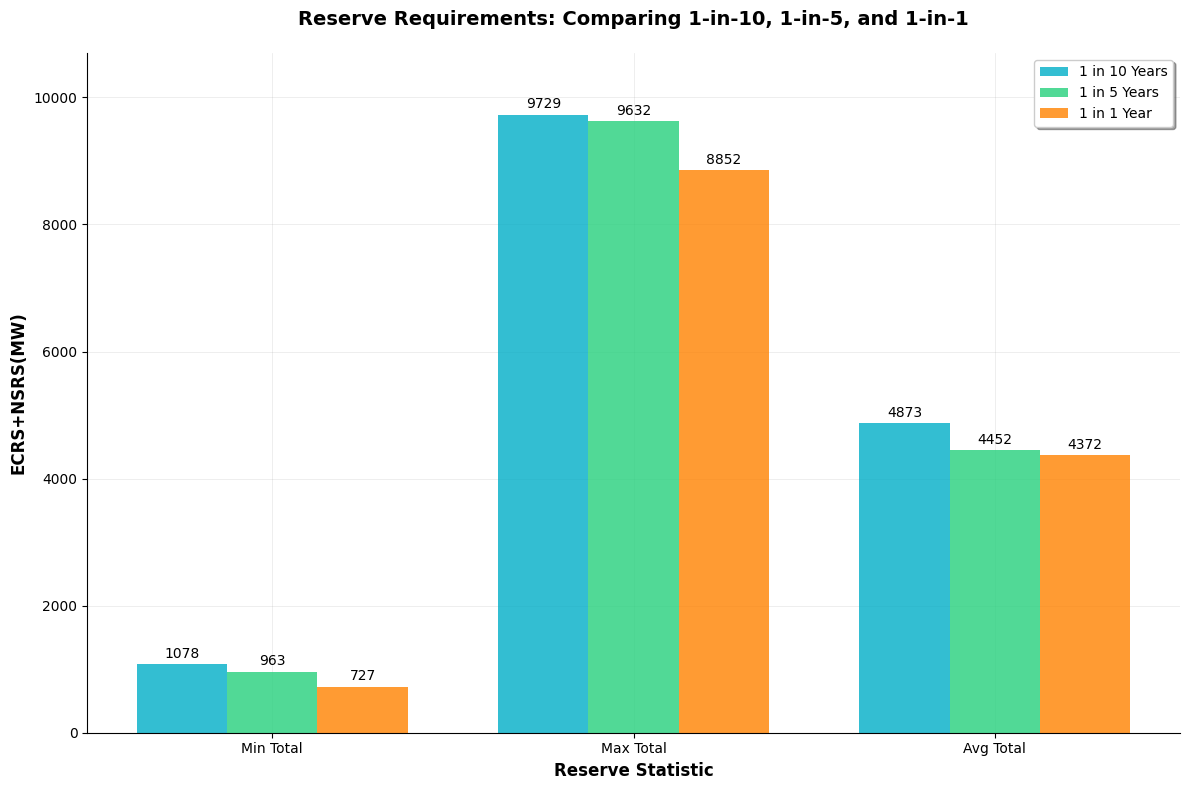 Reserve Requirements: Comparing 1-in-10, 1-in-5, and 1-in-1
1 in 10 Years
1 in 5 Years
1 in 1 Year
ECRS+NSRS(MW)
10000
8000
6000
4000
2000
0
1078
963
727
9729
9632
8852
4873
4452
4372
Min Total
Max Total
Avg Total
Reserve Statistic